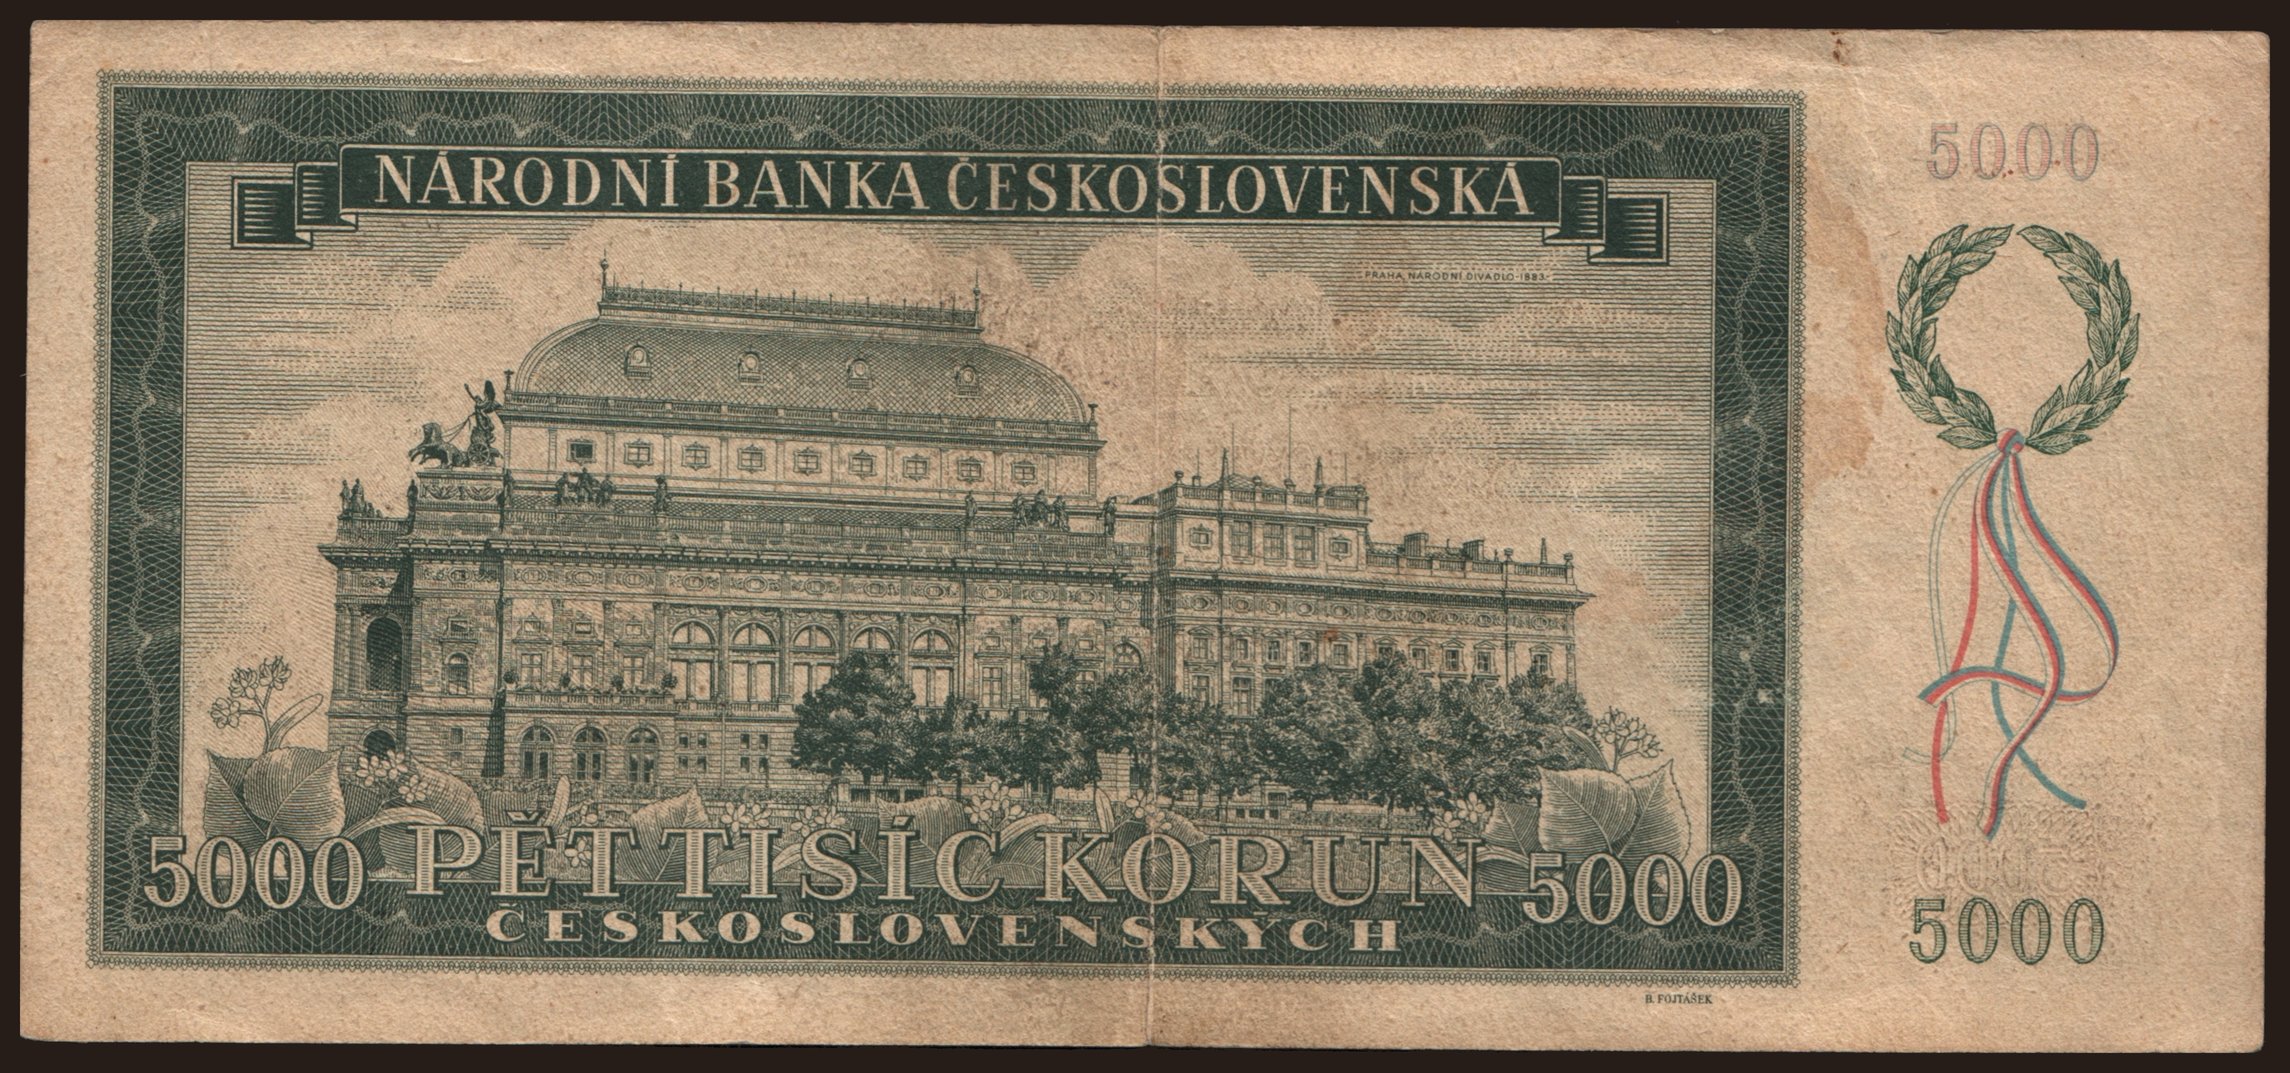 NÁRODNÍ BANKA ČESKOSLOVENSKÁ
PRAHA, NÁRODNÍ DIVADLO-1883-
5000
5000 PĚT TISÍC KORUN 5000
ČESKOSLOVENSKÝCH
5000
B. FOJTÁŠEK